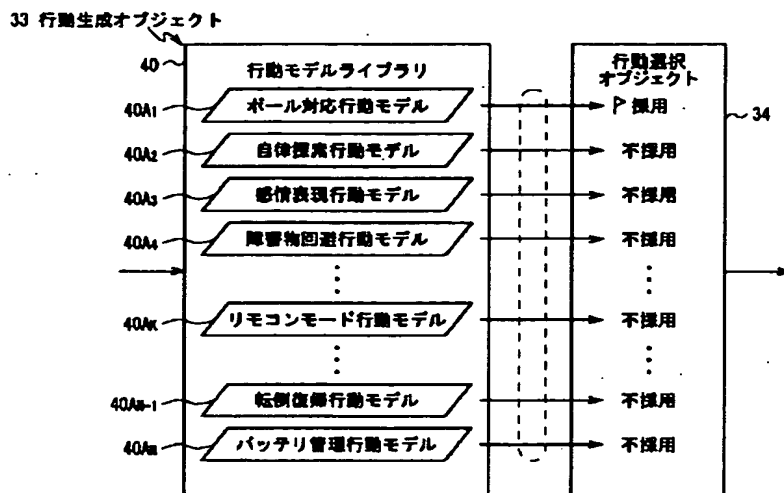 33 行動生成オブジェクト
40
行動モデルライブラリ
行動選択
オブジェクト
34
40A1 ボール対応行動モデル 採用
40A2 自律探索行動モデル 不採用
40A3 感情表現行動モデル 不採用
40A4 障害物回避行動モデル 不採用
40AK リモコンモード行動モデル 不採用
40Am-1 転倒復帰行動モデル 不採用
40Am バッテリ管理行動モデル 不採用